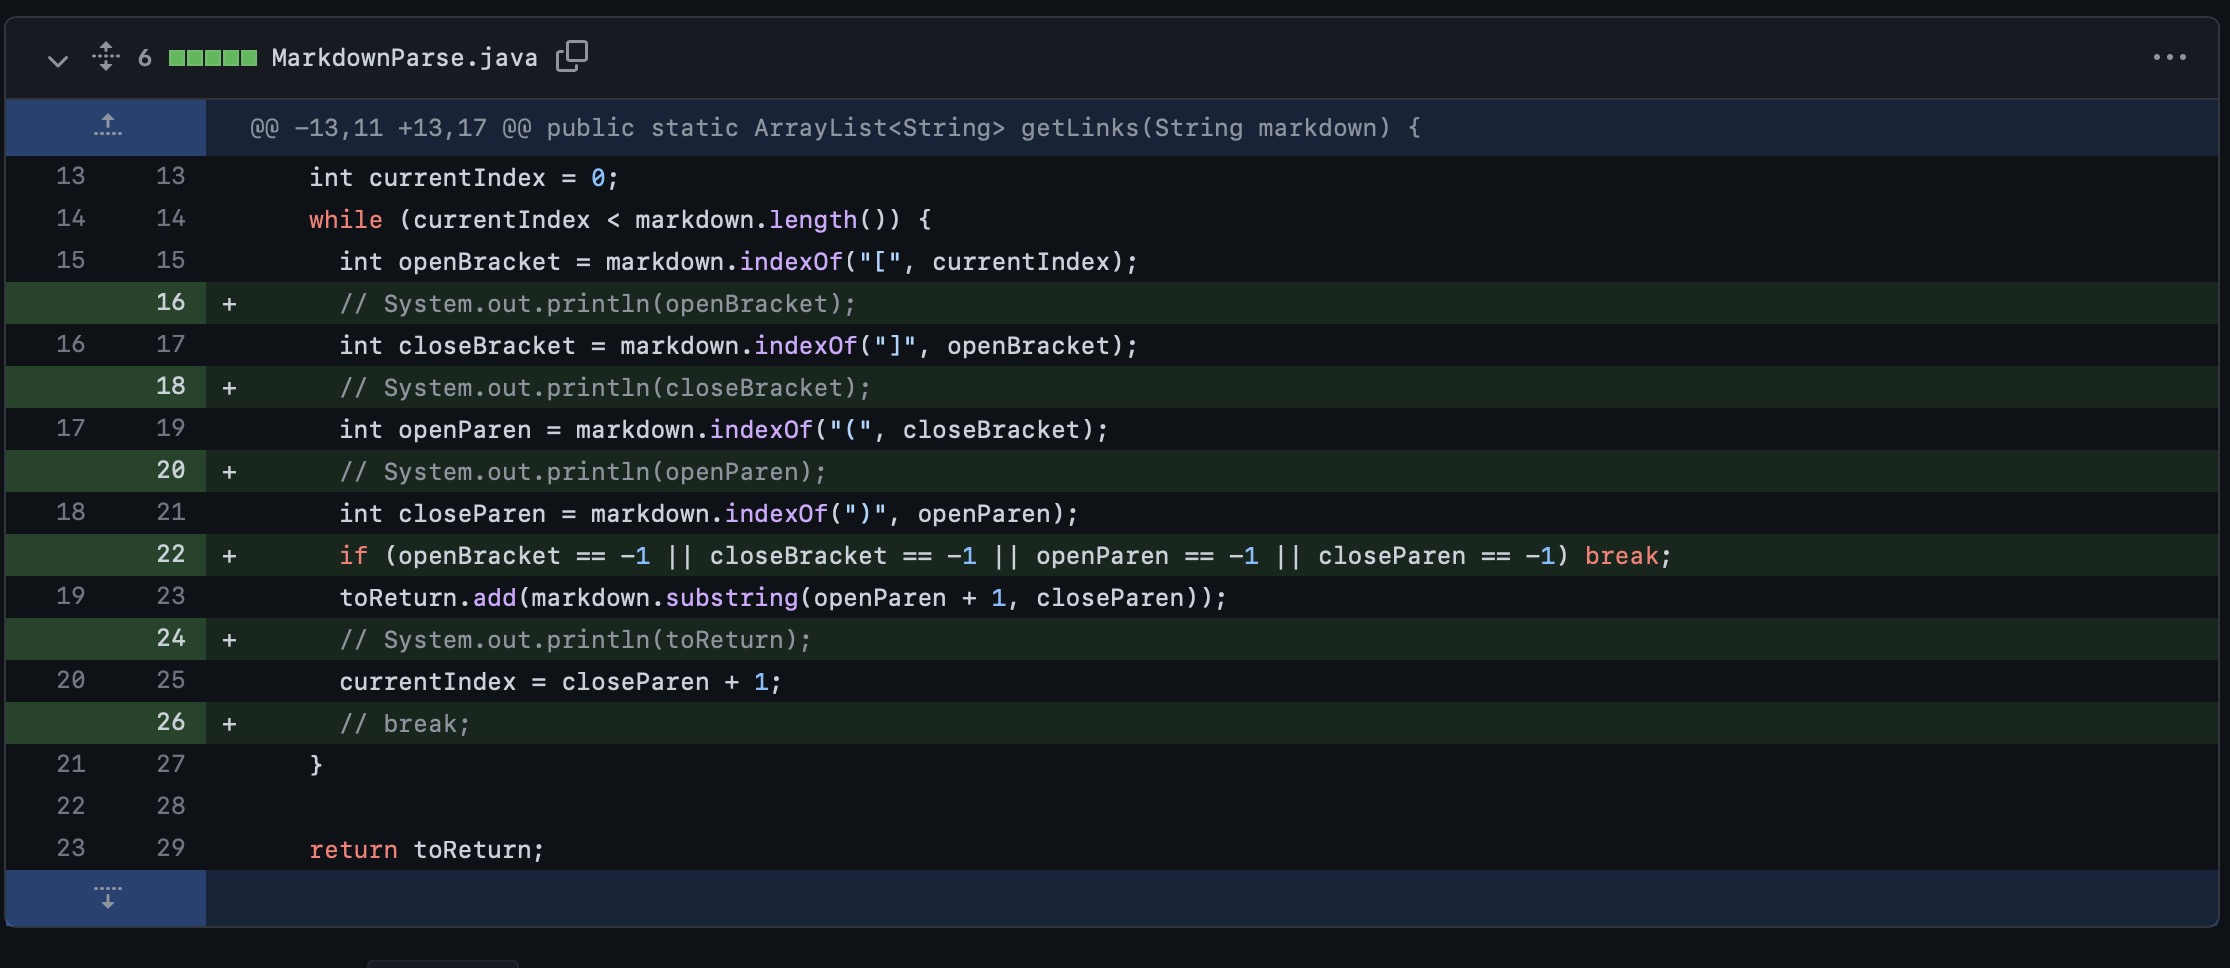 6 MarkdownParse.java
@@ -13,11 +13,17 @@ public static ArrayList<String> getLinks(String markdown) {
13 13 int currentIndex = 0;
14 14 while (currentIndex < markdown.length()) {
15 15 int openBracket = markdown.indexOf("[", currentIndex);
16 + // System.out.println(openBracket);
16 17 int closeBracket = markdown.indexOf("]", openBracket);
18 + // System.out.println(closeBracket);
17 19 int openParen = markdown.indexOf("(", closeBracket);
20 + // System.out.println(openParen);
18 21 int closeParen = markdown.indexOf(")", openParen);
22 + if (openBracket == -1 || closeBracket == -1 || openParen == -1 || closeParen == -1) break;
19 23 toReturn.add(markdown.substring(openParen + 1, closeParen));
24 + // System.out.println(toReturn);
20 25 currentIndex = closeParen + 1;
26 + // break;
21 27 }
22 28
23 29 return toReturn;